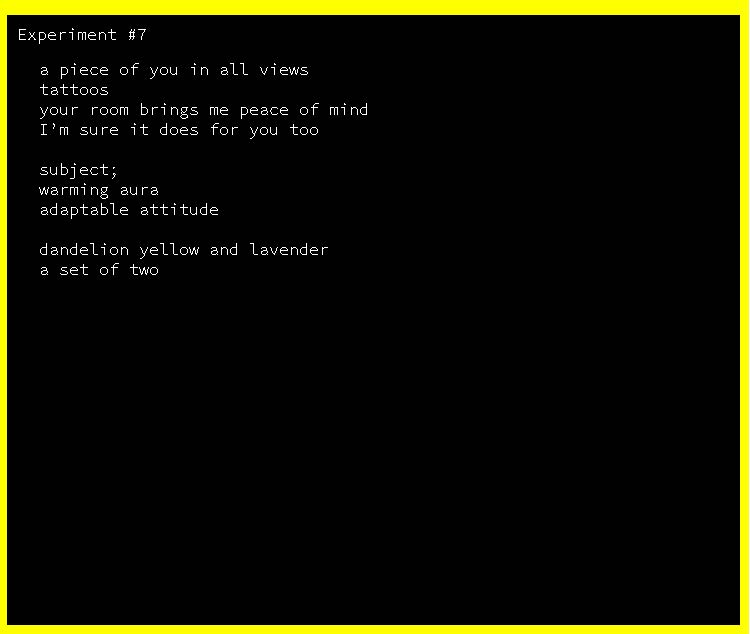 Experiment #7
a piece of you in all views
tattoos
your room brings me peace of mind
I'm sure it does for you too
subject;
warming aura
adaptable attitude
dandelion yellow and lavender
a set of two